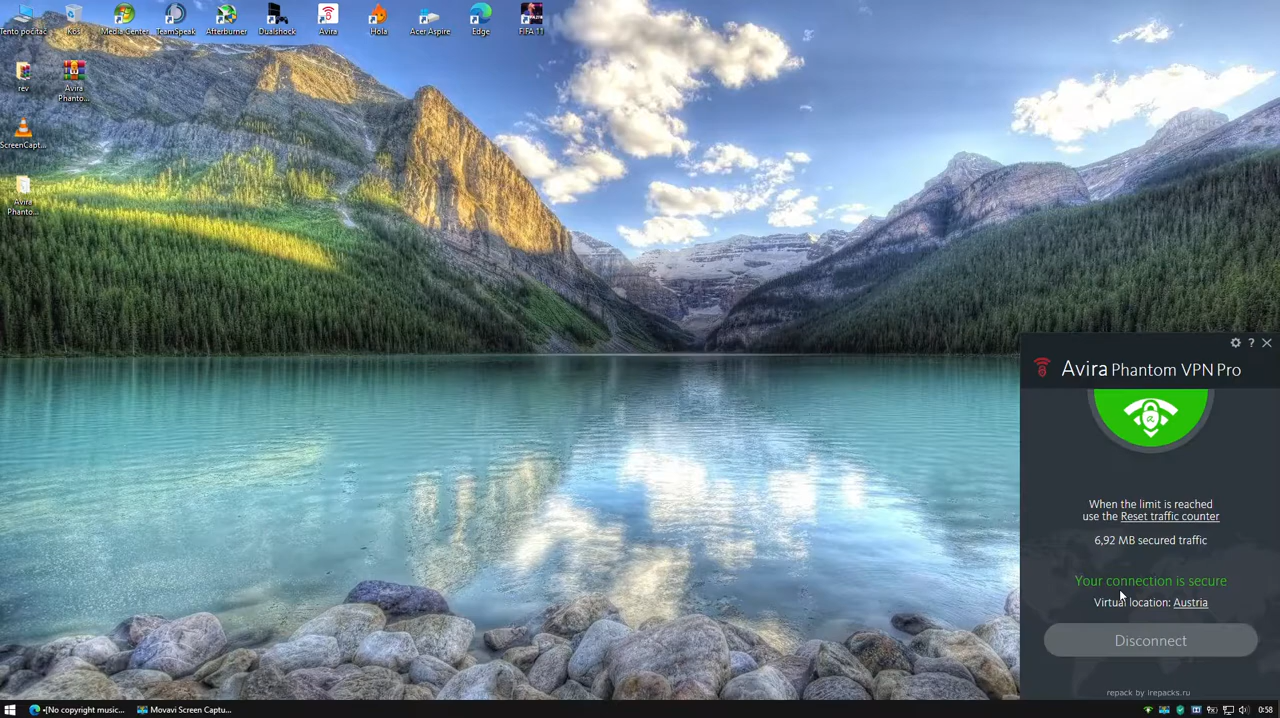 Tento počítač
Koš
Media Center
TeamSpeak
Afterburner
Dualshock
Avira
Hola
Acer Aspire
Edge
FIFA 11
rev
Avira
Phanto...
ScreenCapt...
Avira
Phanto...
?
Avira Phantom VPN Pro
When the limit is reached
use the Reset traffic counter
6,92 MB secured traffic
Your connection is secure
Virtual location: Austria
Disconnect
repack by lrepacks.ru
•[No copyright music...
Movavi Screen Captu...
0:58